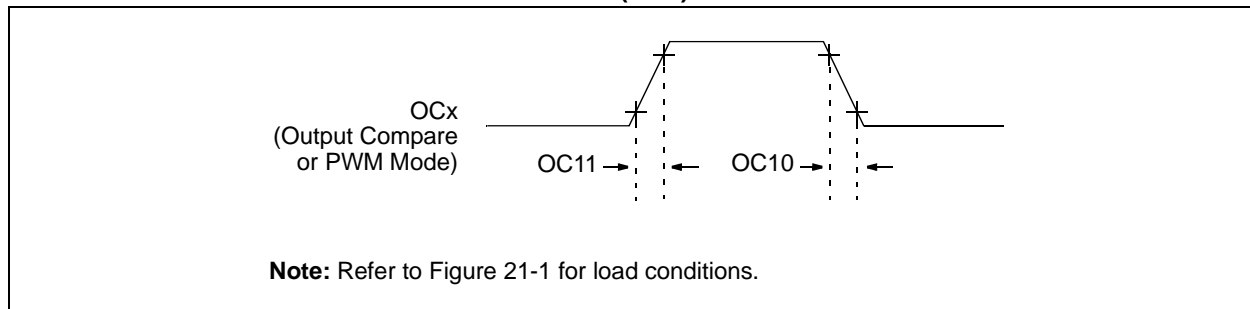 OCx
(Output Compare
or PWM Mode)
OC11
OC10
Note: Refer to Figure 21-1 for load conditions.